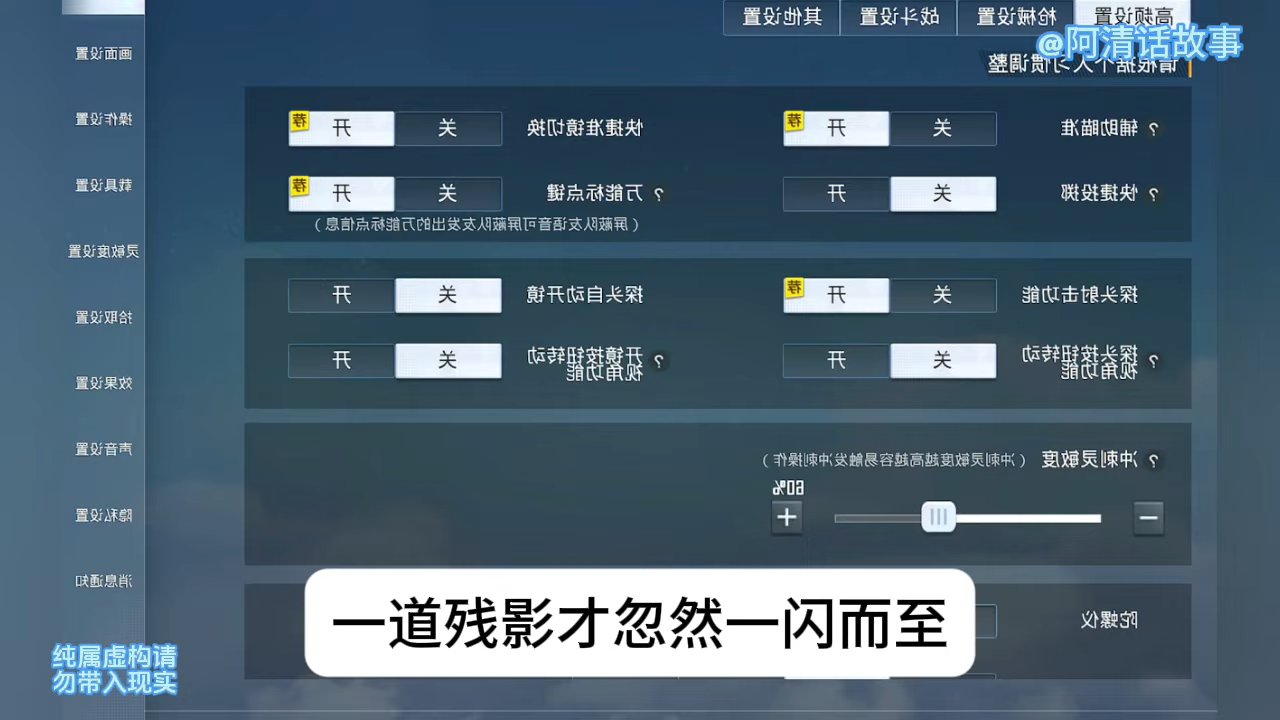 高频设置 枪械设置 战斗设置 其他设置
@阿清话故事
请根据个人习惯调整
画面设置
操作设置
载具设置
灵敏度设置
拾取设置
效果设置
声音设置
隐私设置
消息通知
? 辅助瞄准 关 开 荐 快捷准镜切换 关 开 荐
? 快捷投掷 关 开 ? 万能标点键 关 开 荐
(屏蔽队友语音可屏蔽队友发出的万能标点信息)
探头射击功能 关 开 荐 探头自动开镜 关 开
? 探头按钮转动视角功能 关 开 ? 开镜按钮转动视角功能 关 开
? 冲刺灵敏度 (冲刺灵敏度越高越容易触发冲刺操作)
60%
陀螺仪
一道残影才忽然一闪而至
纯属虚构请
勿带入现实